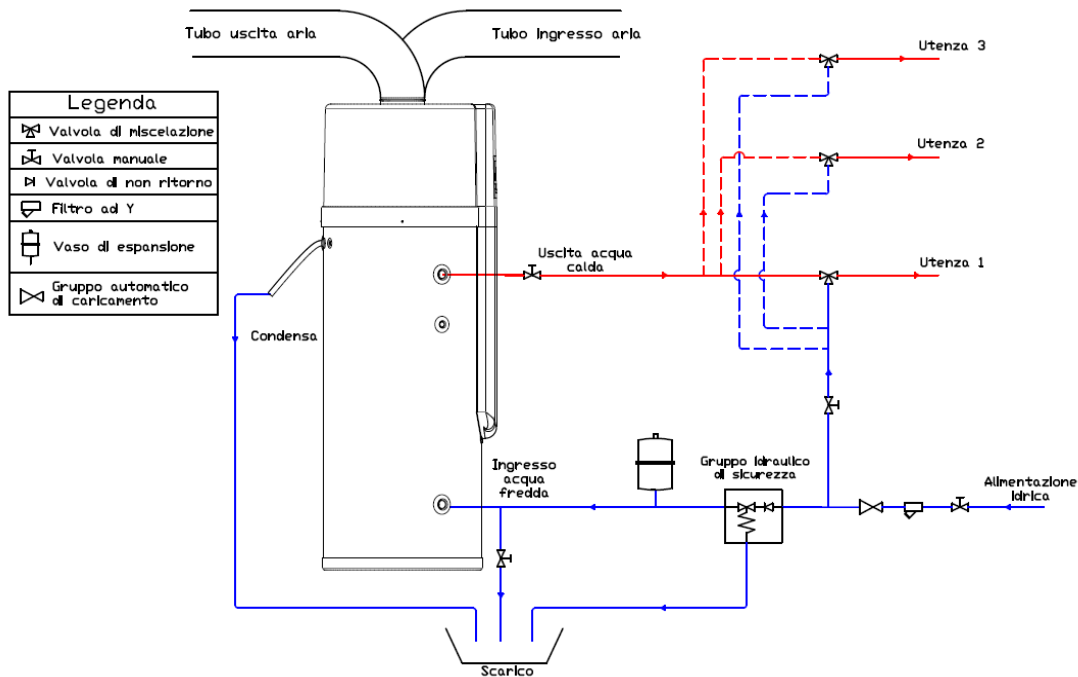 Tubo uscita aria
Tubo ingresso aria
Utenza 3
Legenda
Valvola di miscelazione
Valvola manuale
Valvola di non ritorno
Filtro ad Y
Vaso di espansione
Gruppo automatico
di caricamento
Utenza 2
Uscita acqua
calda
Utenza 1
Condensa
Ingresso
acqua
fredda
Gruppo idraulico
di sicurezza
Alimentazione
idrica
Scarico